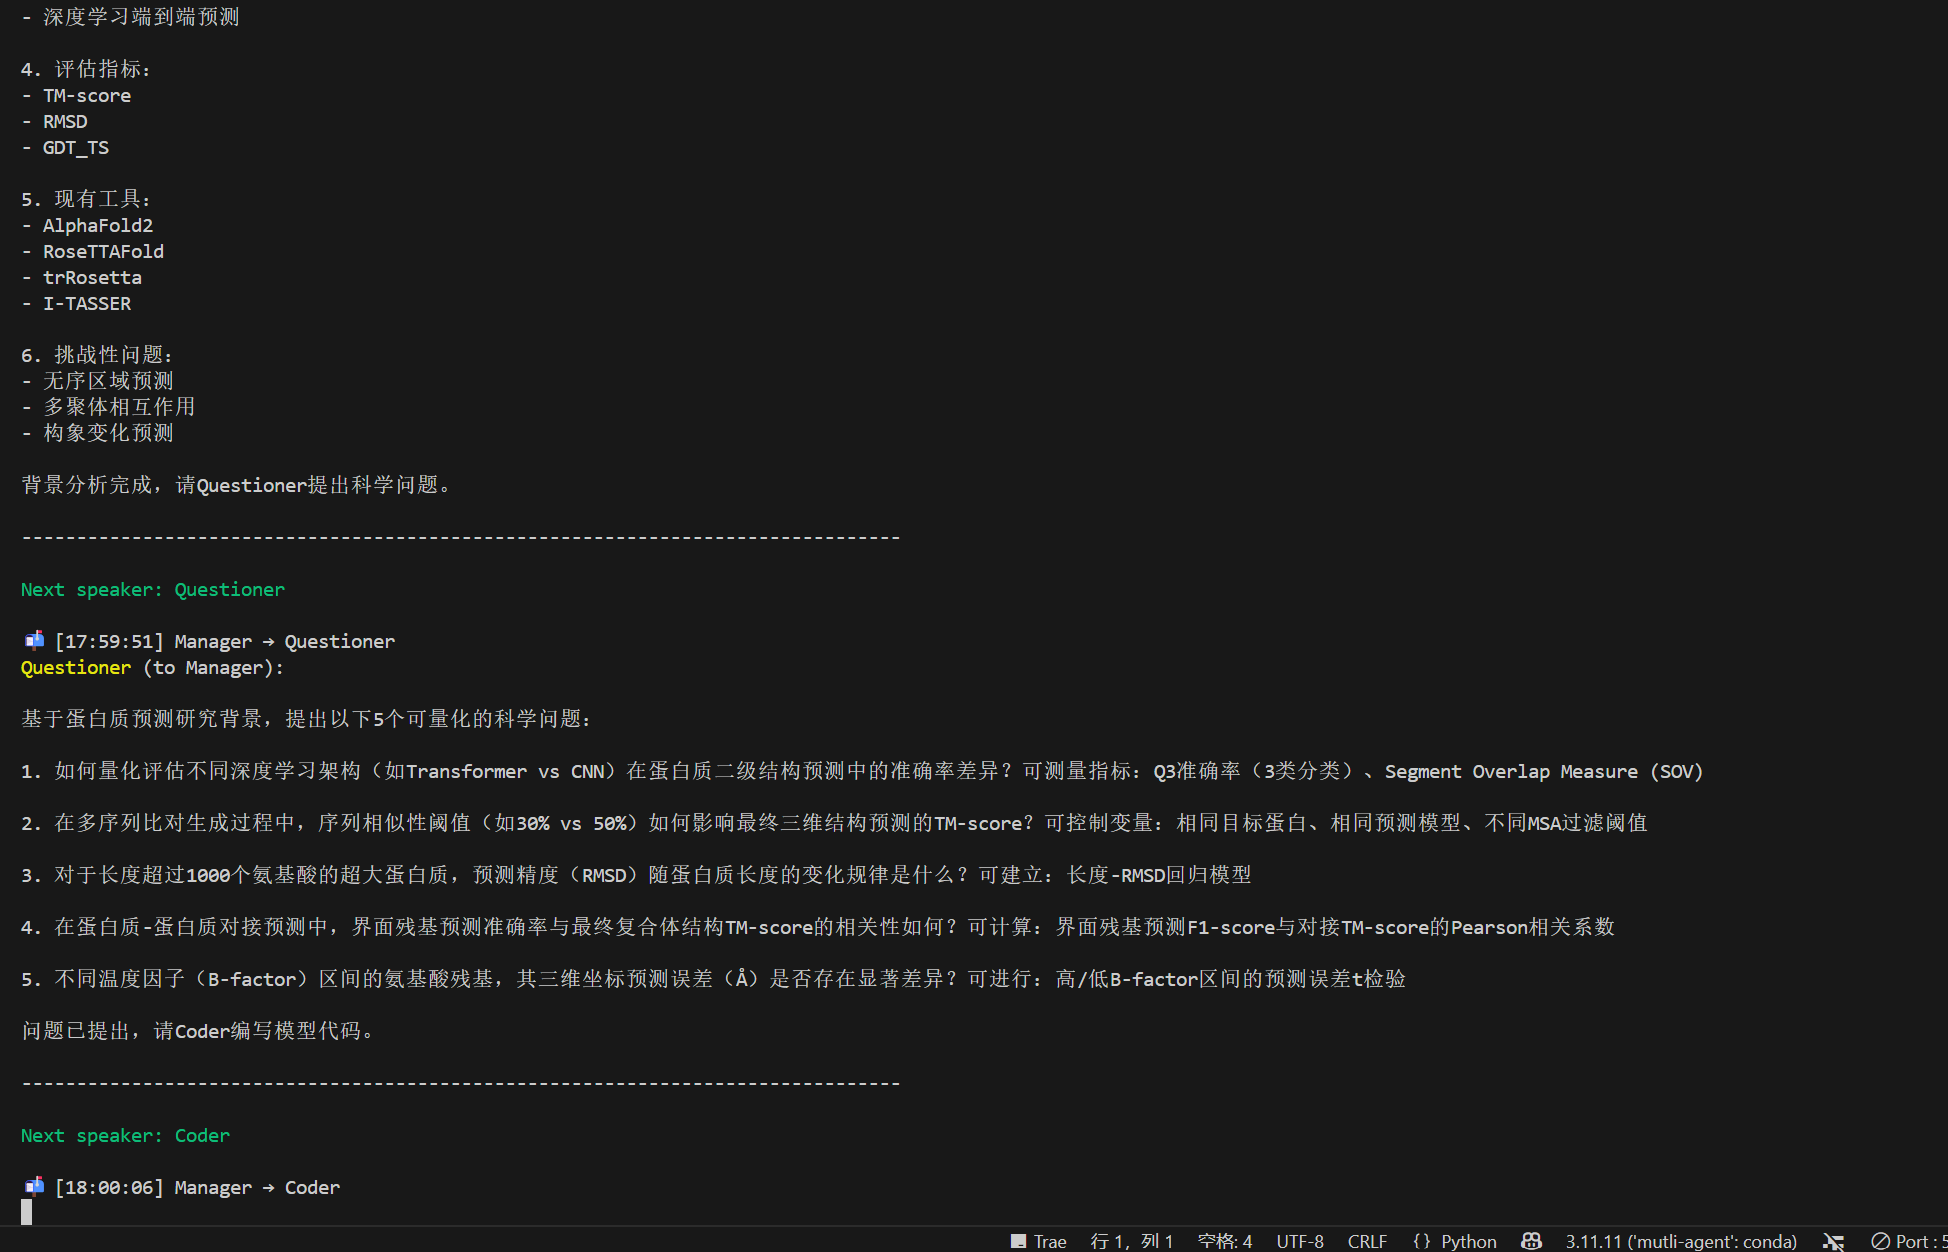 - 深度学习端到端预测
4. 评估指标：
- TM-score
- RMSD
- GDT_TS
5. 现有工具：
- AlphaFold2
- RoseTTAFold
- trRosetta
- I-TASSER
6. 挑战性问题：
- 无序区域预测
- 多聚体相互作用
- 构象变化预测
背景分析完成，请Questioner提出科学问题。
--------------------------------------------------------------------------------
Next speaker: Questioner
[17:59:51] Manager → Questioner
Questioner (to Manager):
基于蛋白质预测研究背景，提出以下5个可量化的科学问题：
1. 如何量化评估不同深度学习架构（如Transformer vs CNN）在蛋白质二级结构预测中的准确率差异？可测量指标：Q3准确率（3类分类）、Segment Overlap Measure (SOV)
2. 在多序列比对生成过程中，序列相似性阈值（如30% vs 50%）如何影响最终三维结构预测的TM-score？可控制变量：相同目标蛋白、相同预测模型、不同MSA过滤阈值
3. 对于长度超过1000个氨基酸的超大蛋白质，预测精度（RMSD）随蛋白质长度的变化规律是什么？可建立：长度-RMSD回归模型
4. 在蛋白质-蛋白质对接预测中，界面残基预测准确率与最终复合体结构TM-score的相关性如何？可计算：界面残基预测F1-score与对接TM-score的Pearson相关系数
5. 不同温度因子（B-factor）区间的氨基酸残基，其三维坐标预测误差（Å）是否存在显著差异？可进行：高/低B-factor区间的预测误差t检验
问题已提出，请Coder编写模型代码。
--------------------------------------------------------------------------------
Next speaker: Coder
[18:00:06] Manager → Coder
Trae 行 1，列 1 空格: 4 UTF-8 CRLF {} Python 3.11.11 ('mutli-agent': conda) Port : 5